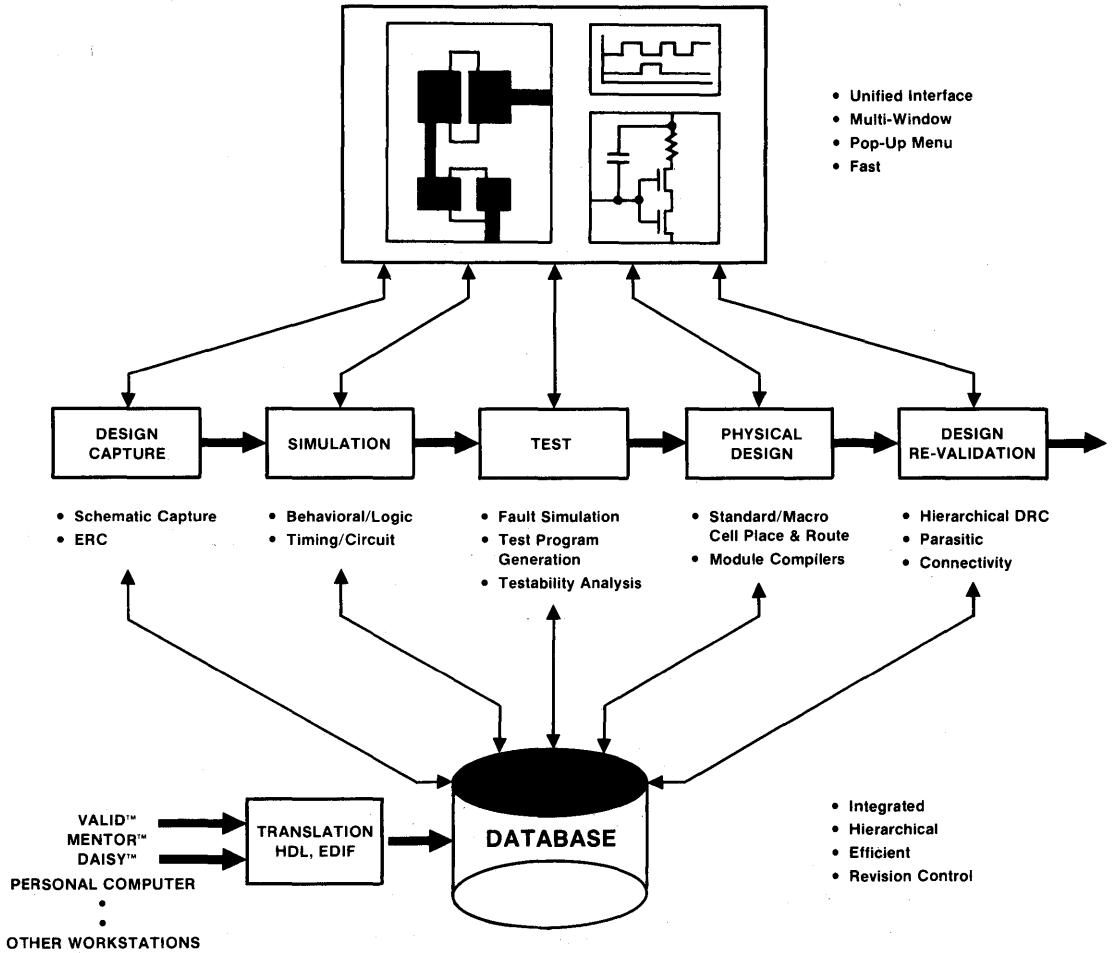 • Unified Interface
• Multi-Window
• Pop-Up Menu
• Fast
DESIGN
CAPTURE
SIMULATION
TEST
PHYSICAL
DESIGN
DESIGN
RE-VALIDATION
• Schematic Capture
• ERC
• Behavioral/Logic
• Timing/Circuit
• Fault Simulation
• Test Program
Generation
• Testability Analysis
• Standard/Macro
Cell Place & Route
• Module Compilers
• Hierarchical DRC
• Parasitic
• Connectivity
VALID™
MENTOR™
DAISY™
PERSONAL COMPUTER
•
•
OTHER WORKSTATIONS
TRANSLATION
HDL, EDIF
DATABASE
• Integrated
• Hierarchical
• Efficient
• Revision Control